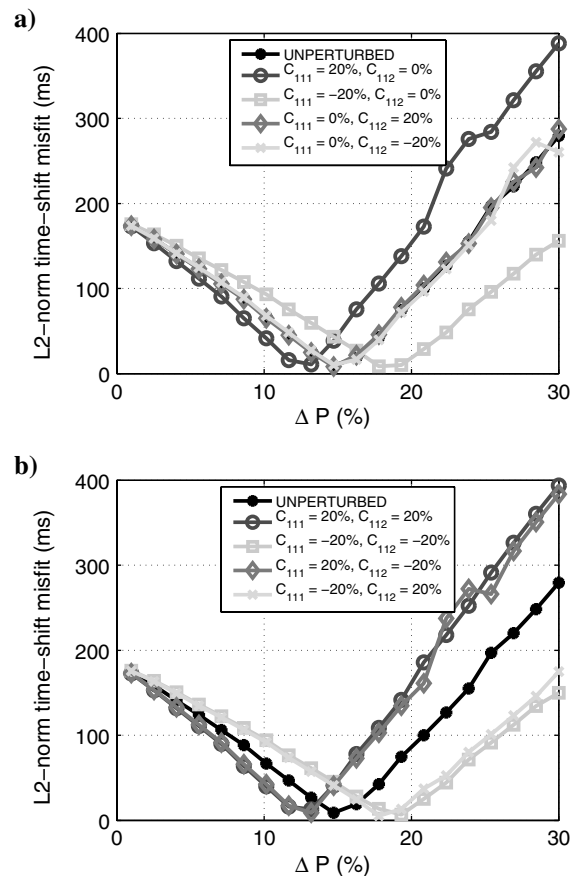 a)
400
300
200
100
0
L2−norm time−shift misfit (ms)
UNPERTURBED
C111 = 20%, C112 = 0%
C111 = −20%, C112 = 0%
C111 = 0%, C112 = 20%
C111 = 0%, C112 = −20%
0 10 20 30
Δ P (%)
b)
400
300
200
100
0
L2−norm time−shift misfit (ms)
UNPERTURBED
C111 = 20%, C112 = 20%
C111 = −20%, C112 = −20%
C111 = 20%, C112 = −20%
C111 = −20%, C112 = 20%
0 10 20 30
Δ P (%)